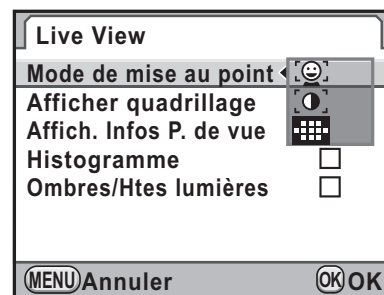 Live View
Mode de mise au point
Afficher quadrillage
Affich. Infos P. de vue
Histogramme
Ombres/Htes lumières
MENU Annuler OK OK